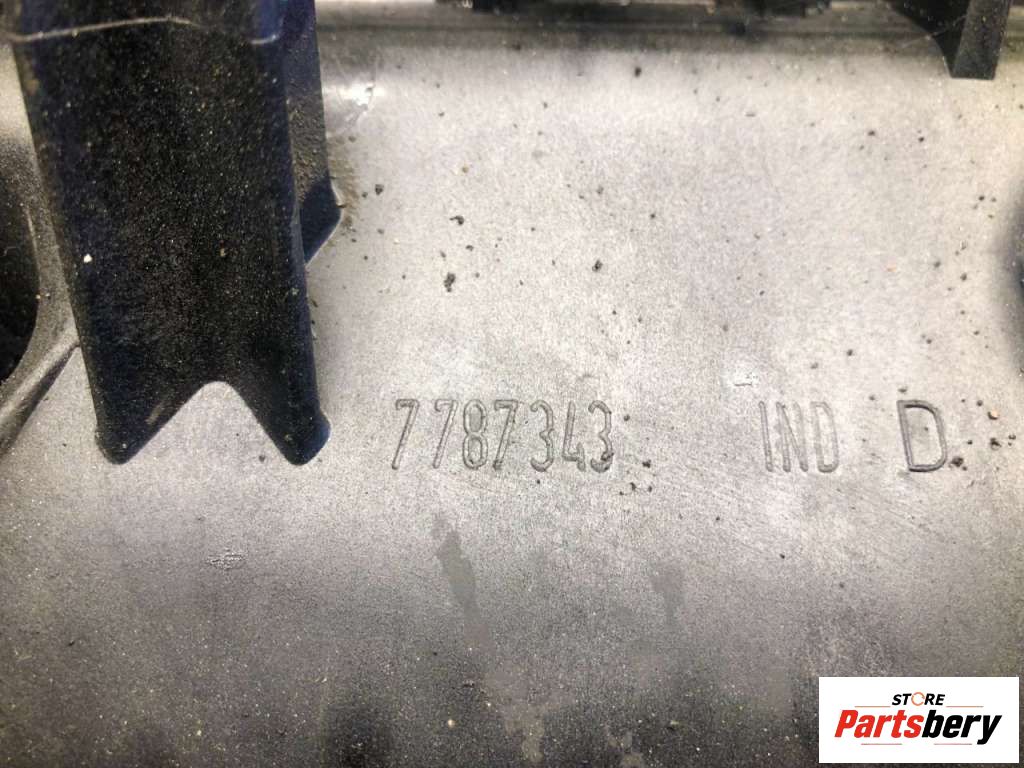 7787343 IND D
STORE
Partsbery